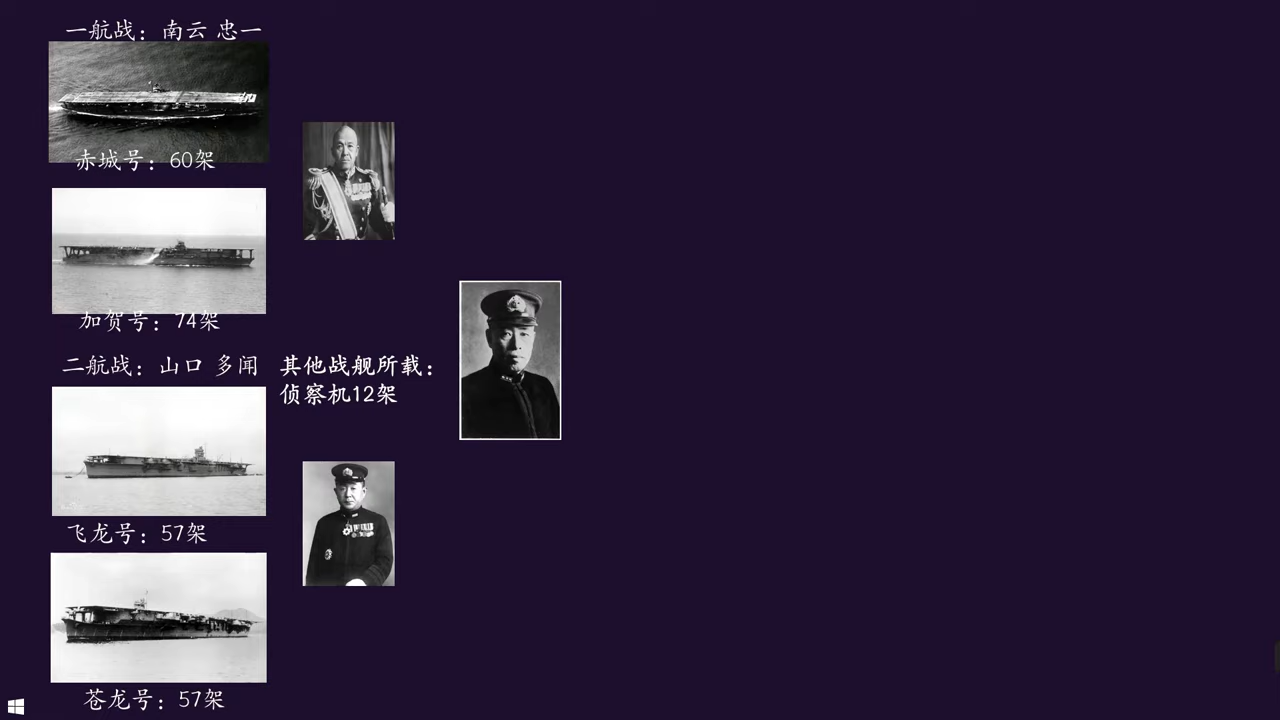 一航战：南云 忠一
赤城号：60架
加贺号：74架
二航战：山口 多闻
其他战舰所载：
侦察机12架
飞龙号：57架
苍龙号：57架